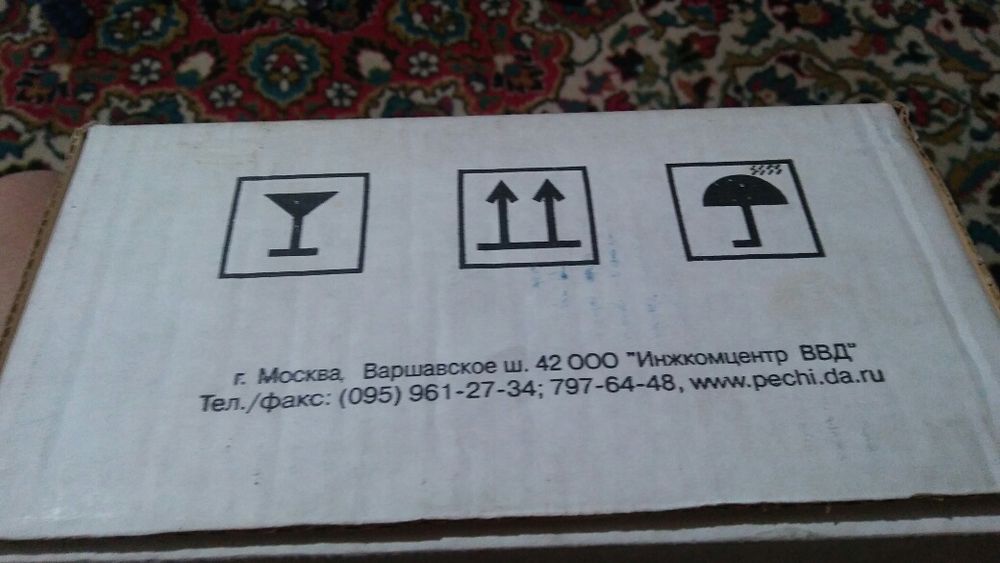 г. Москва, Варшавское ш. 42 ООО "Инжкомцентр ВВД"
Тел./факс: (095) 961-27-34; 797-64-48, www.pechi.da.ru